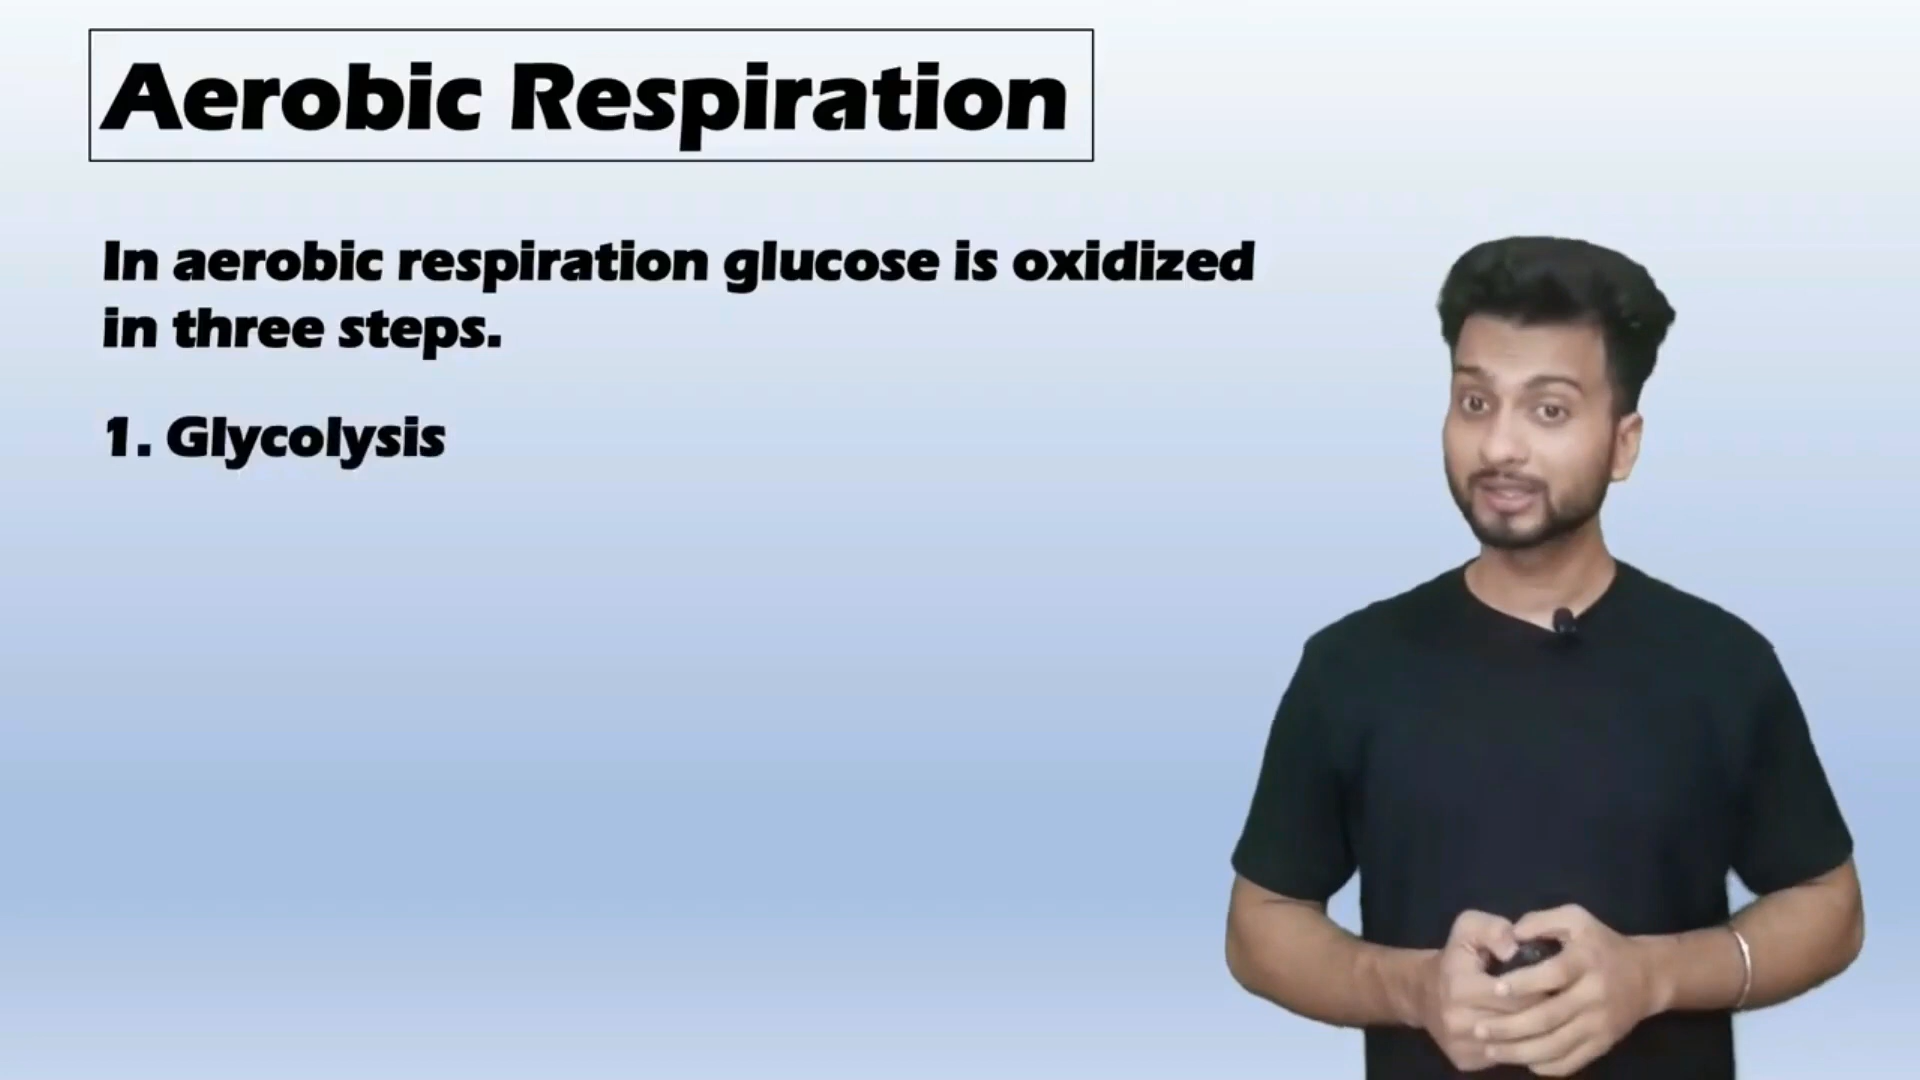 Aerobic Respiration
In aerobic respiration glucose is oxidized
in three steps.
1. Glycolysis